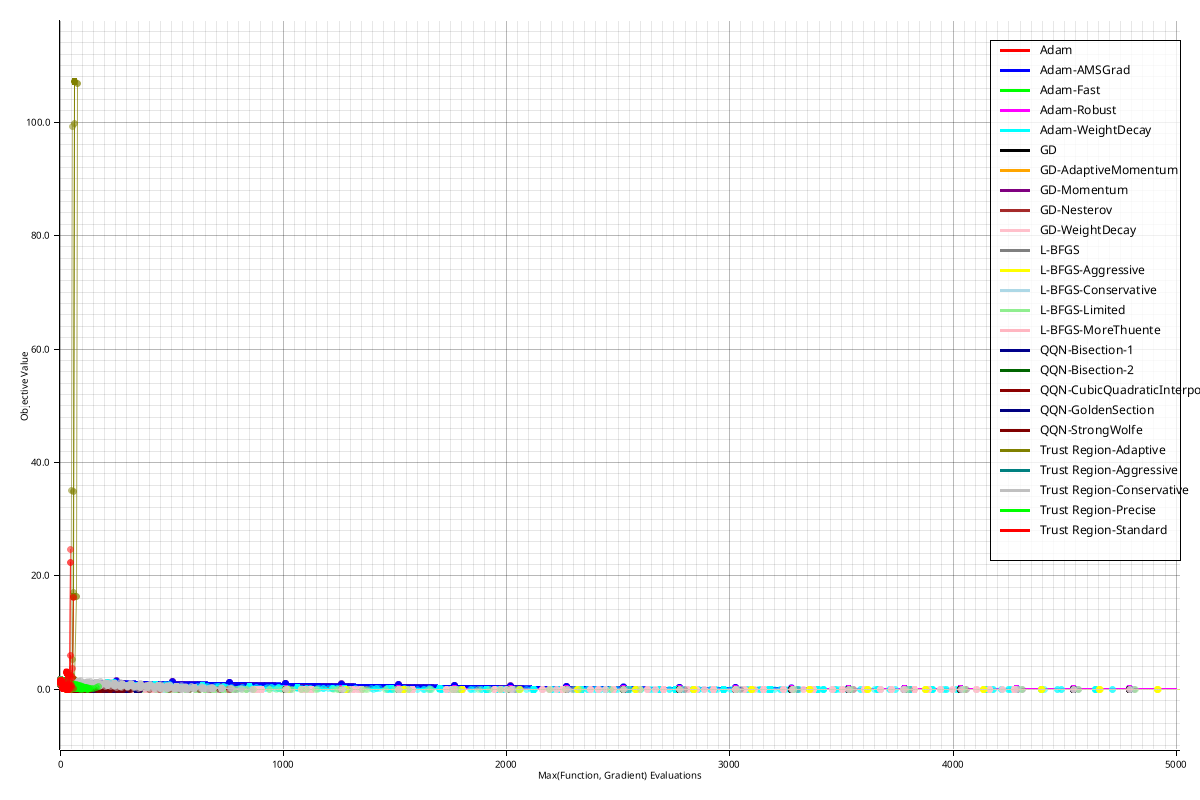 Adam
Adam-AMSGrad
Adam-Fast
Adam-Robust
Adam-WeightDecay
GD
GD-AdaptiveMomentum
GD-Momentum
GD-Nesterov
GD-WeightDecay
L-BFGS
L-BFGS-Aggressive
L-BFGS-Conservative
L-BFGS-Limited
L-BFGS-MoreThuente
QQN-Bisection-1
QQN-Bisection-2
QQN-CubicQuadraticInterpo
QQN-GoldenSection
QQN-StrongWolfe
Trust Region-Adaptive
Trust Region-Aggressive
Trust Region-Conservative
Trust Region-Precise
Trust Region-Standard
100.0
80.0
60.0
40.0
20.0
0.0
Objective Value
0 1000 2000 3000 4000 5000
Max(Function, Gradient) Evaluations